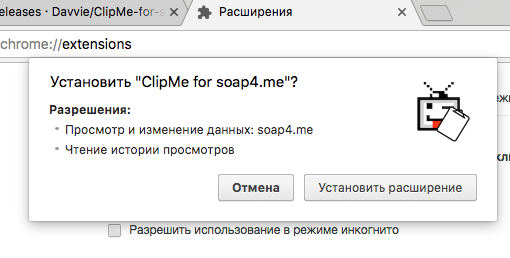 eleases · Davvie/ClipMe-for-s
Расширения
chrome://extensions
Установить "ClipMe for soap4.me"?
Разрешения:
• Просмотр и изменение данных: soap4.me
• Чтение истории просмотров
Отмена
Установить расширение
Разрешить использование в режиме инкогнито